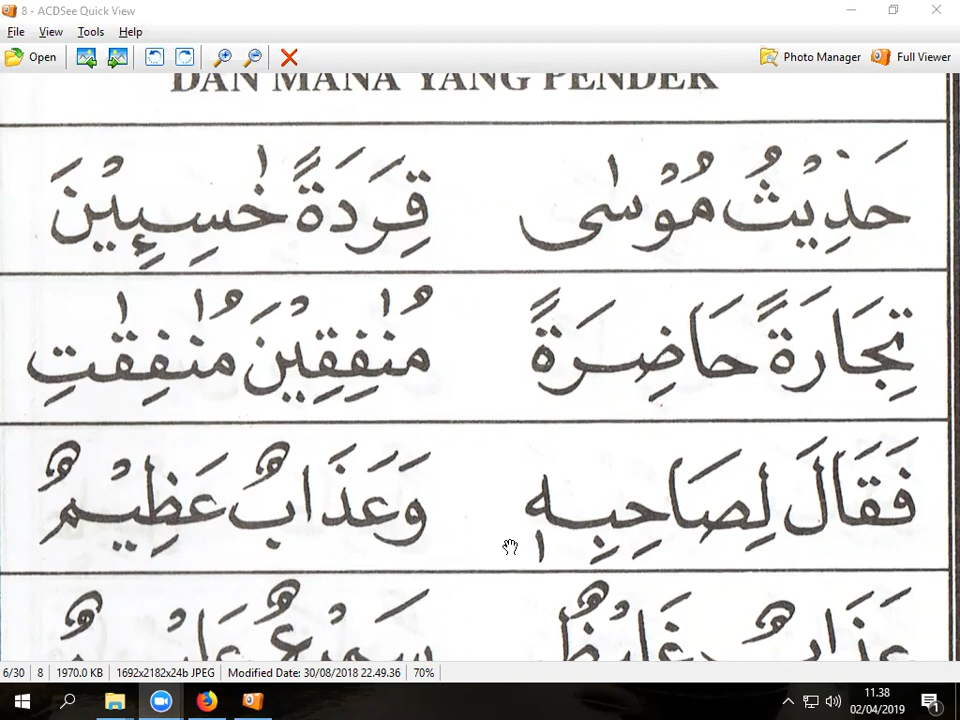 8 - ACDSee Quick View
File View Tools Help
Open Photo Manager Full Viewer
DAN MANA YANG PENDEK
حَدِيْثُ مُوْسٰى قِرَدَةً خٰسِـِٕيْنَ
تِجَارَةً حَاضِرَةً مُنٰفِقِيْنَ مُنٰفِقٰتِ
فَقَالَ لِصَاحِبِهٖ وَعَذَابٌ عَظِيْمٌ
عَذَابٌ غَلِيْظٌ سَمِيْعٌ عَلِيْمٌ
6/30 8 1970.0 KB 1692x2182x24b JPEG Modified Date: 30/08/2018 22.49.36 70%
11.38
02/04/2019
1